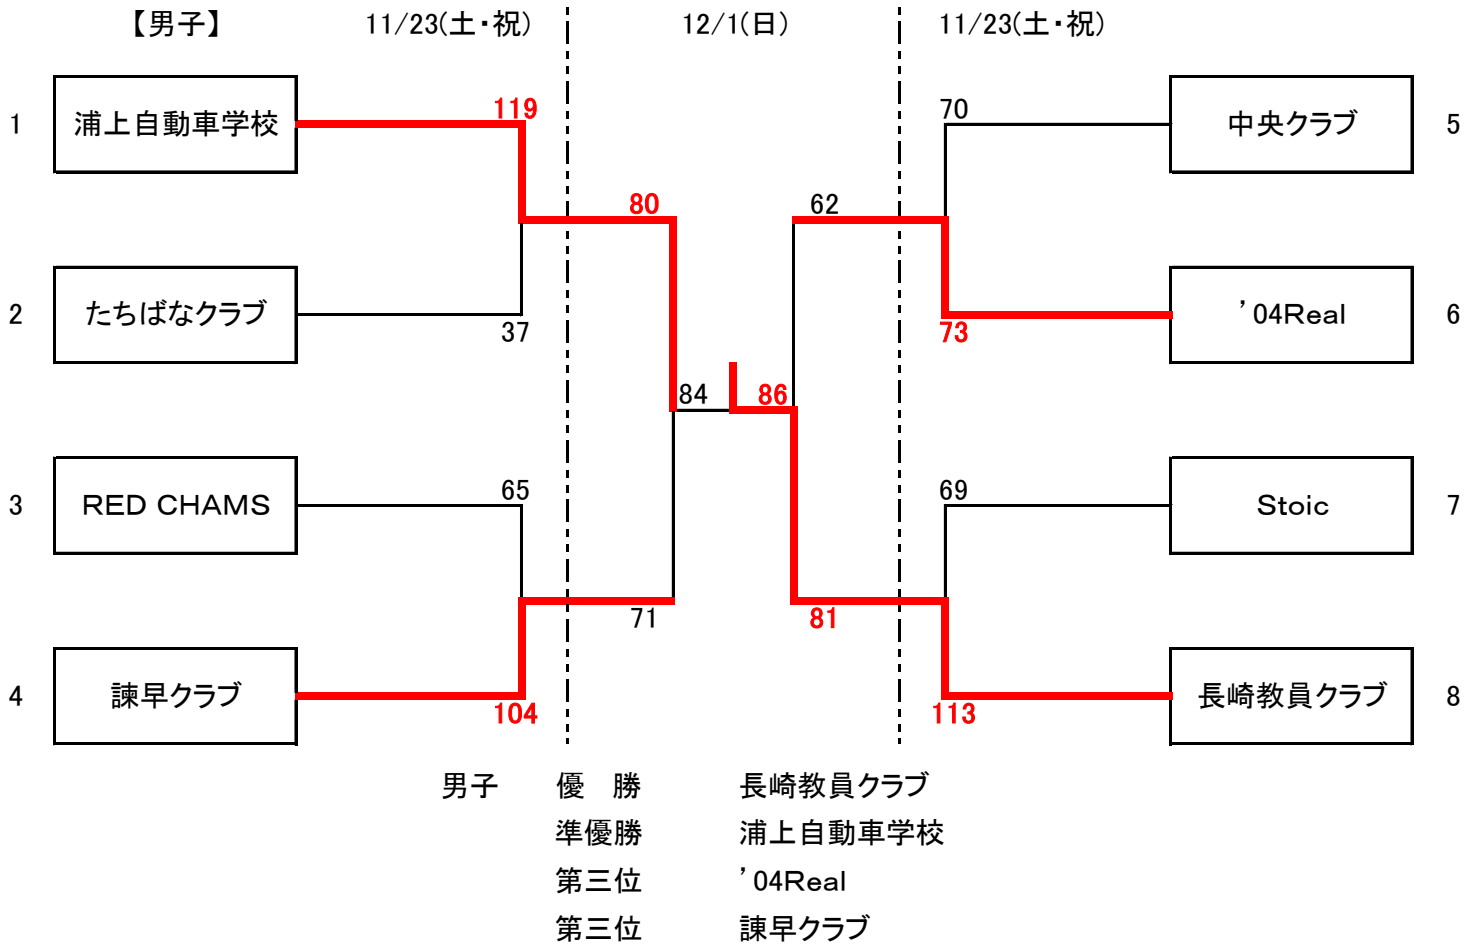 【男子】 11/23(土・祝) 12/1(日) 11/23(土・祝)
1 浦上自動車学校 119 70 中央クラブ 5
80 62
2 たちばなクラブ 37 73 ’04Real 6
84 86
3 RED CHAMS 65 69 Stoic 7
71 81
4 諫早クラブ 104 113 長崎教員クラブ 8
男子 優 勝 長崎教員クラブ
準優勝 浦上自動車学校
第三位 ’04Real
第三位 諫早クラブ